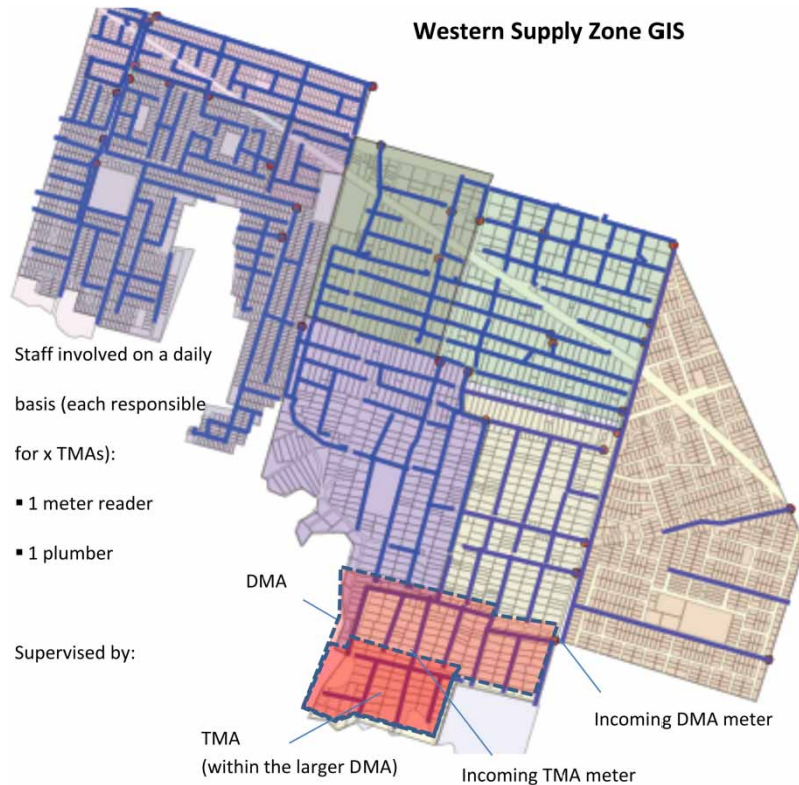 Western Supply Zone GIS
Staff involved on a daily
basis (each responsible
for x TMAs):
▪ 1 meter reader
▪ 1 plumber
Supervised by:
DMA
TMA
(within the larger DMA)
Incoming TMA meter
Incoming DMA meter